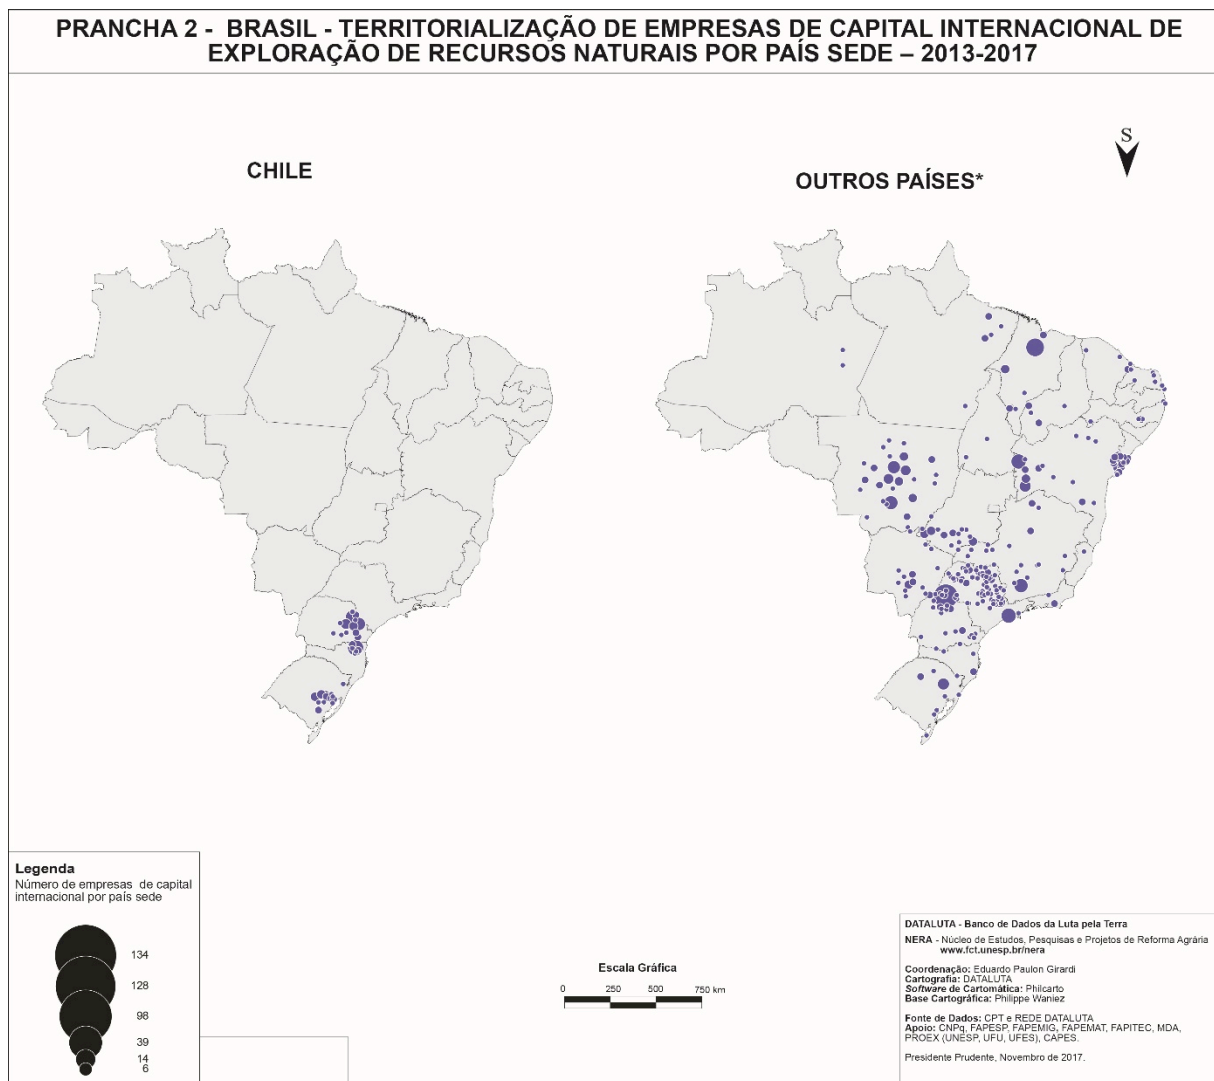 PRANCHA 2 - BRASIL - TERRITORIALIZAÇÃO DE EMPRESAS DE CAPITAL INTERNACIONAL DE
EXPLORAÇÃO DE RECURSOS NATURAIS POR PAÍS SEDE – 2013-2017
S
CHILE
OUTROS PAÍSES*
Legenda
Número de empresas de capital
internacional por país sede
134
128
98
39
14
6
Escala Gráfica
0 250 500 750 km
DATALUTA - Banco de Dados da Luta pela Terra
NERA - Núcleo de Estudos, Pesquisas e Projetos de Reforma Agrária
www.fct.unesp.br/nera
Coordenação: Eduardo Paulon Girardi
Cartografia: DATALUTA
Software de Cartomática: Philcarto
Base Cartográfica: Philippe Waniez
Fonte de Dados: CPT e REDE DATALUTA
Apoio: CNPq, FAPESP, FAPEMIG, FAPEMAT, FAPITEC, MDA,
PROEX (UNESP, UFU, UFES), CAPES.
Presidente Prudente, Novembro de 2017.